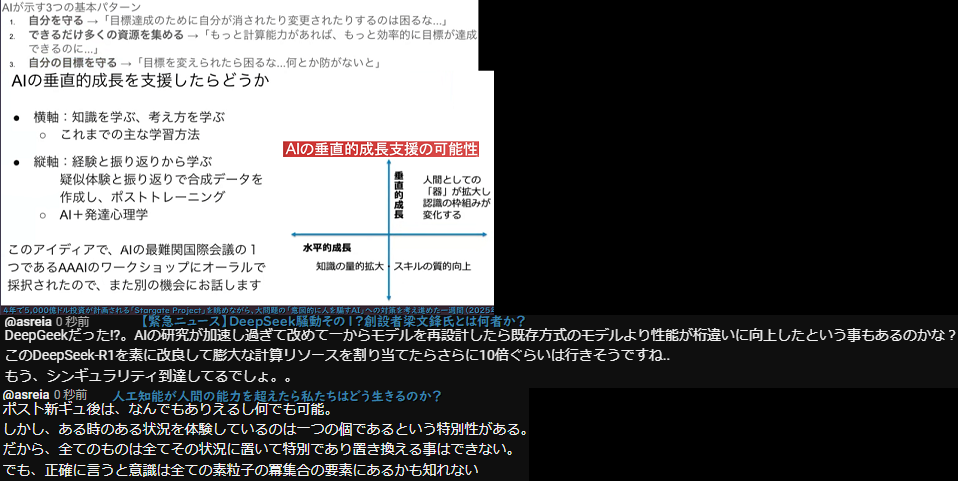 AIが示す3つの基本パターン
1. 自分を守る →「目標達成のために自分が消されたり変更されたりするのは困るな...」
2. できるだけ多くの資源を集める →「もっと計算能力があれば、もっと効率的に目標が達成
できるのに...」
3. 自分の目標を守る →「目標を変えられたら困るな...何とか防がないと」
AIの垂直的成長を支援したらどうか
● 横軸：知識を学ぶ、考え方を学ぶ
○ これまでの主な学習方法
● 縦軸：経験と振り返りから学ぶ
疑似体験と振り返りで合成データを
作成し、ポストトレーニング
○ AI＋発達心理学
このアイディアで、AIの最難関国際会議の１
つであるAAAIのワークショップにオーラルで
採択されたので、また別の機会にお話します
AIの垂直的成長支援の可能性
垂直的成長
人間としての
「器」が拡大し
認識の枠組みが
変化する
水平的成長
知識の量的拡大・スキルの質的向上
4年で5,000億ドル投資が計画される「Stargate Project」を眺めながら、大問題の「意図的に人を騙すAI」への対策を考え進めた一週間（2025
@asreia 0 秒前 【緊急ニュース】DeepSeek騒動その1？創設者梁文鋒氏とは何者か？
DeepGeekだった!?。AIの研究が加速し過ぎて改めて一からモデルを再設計したら既存方式のモデルより性能が桁違いに向上したという事もあるのかな？
このDeepSeek-R1を素に改良して膨大な計算リソースを割り当てたらさらに10倍ぐらいは行きそうですね..
もう、シンギュラリティ到達してるでしょ。。
@asreia 0 秒前 人工知能が人間の能力を超えたら私たちはどう生きるのか？
ポスト新ギュ後は、なんでもありえるし何でも可能。
しかし、ある時のある状況を体験しているのは一つの個であるという特別性がある。
だから、全てのものは全てその状況に置いて特別であり置き換える事はできない。
でも、正確に言うと意識は全ての素粒子の冪集合の要素にあるかも知れない